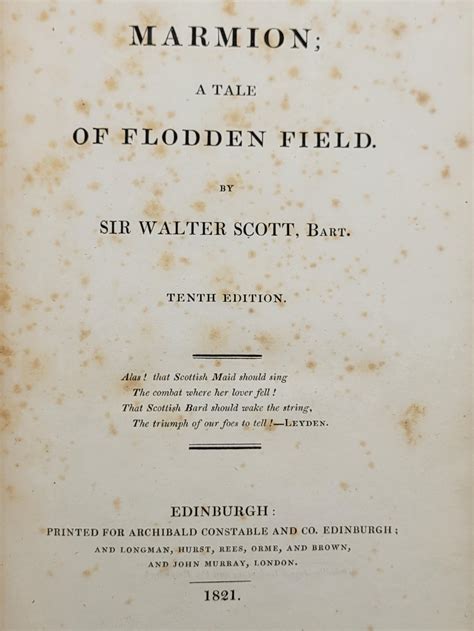 MARMION;
A TALE
OF FLODDEN FIELD.
BY
SIR WALTER SCOTT, BART.
TENTH EDITION.
Alas! that Scottish Maid should sing
The combat where her lover fell!
That Scottish Bard should wake the string,
The triumph of our foes to tell!—LEYDEN.
EDINBURGH:
PRINTED FOR ARCHIBALD CONSTABLE AND CO. EDINBURGH;
AND LONGMAN, HURST, REES, ORME, AND BROWN,
AND JOHN MURRAY, LONDON.
1821.